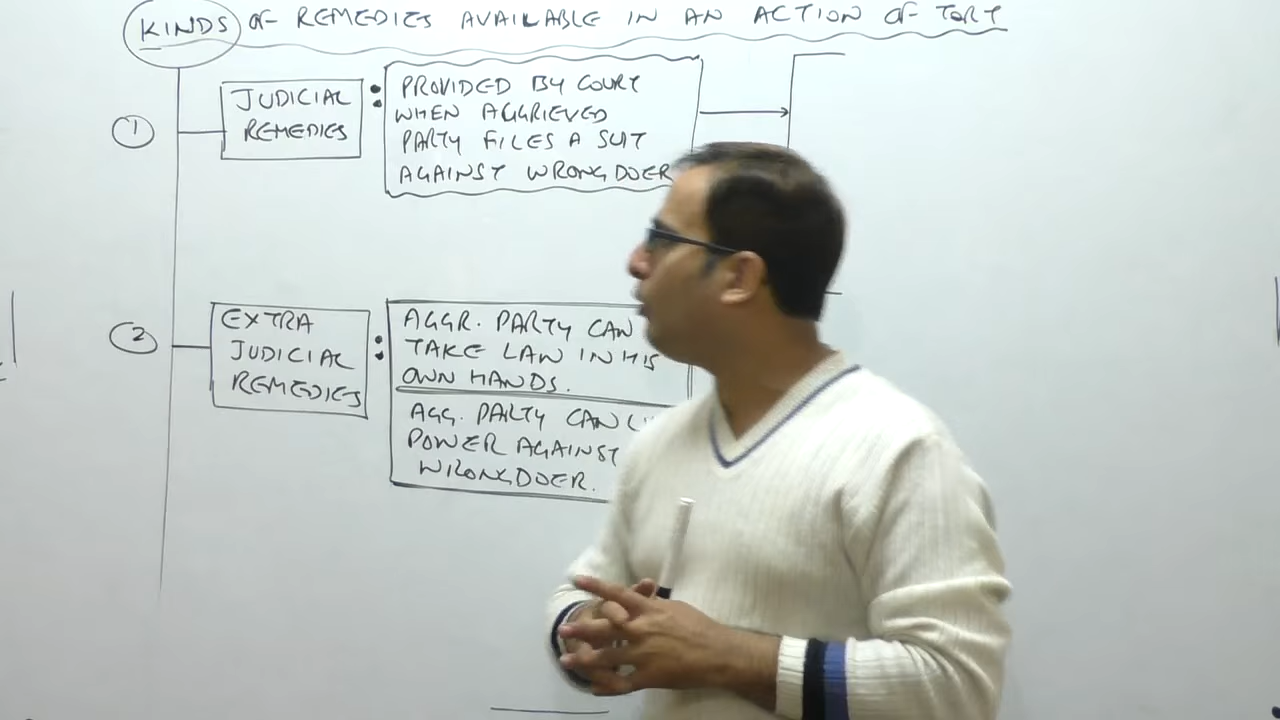 KINDS OF REMEDIES AVAILABLE IN AN ACTION OF TORT
1
JUDICIAL
REMEDIES
:
PROVIDED BY COURT
WHEN AGGRIEVED
PARTY FILES A SUIT
AGAINST WRONGDOER
2
EXTRA
JUDICIAL
REMEDIES
:
AGGR. PARTY CAN
TAKE LAW IN HIS
OWN HANDS.
AGG. PARTY CAN
POWER AGAINST
WRONGDOER.